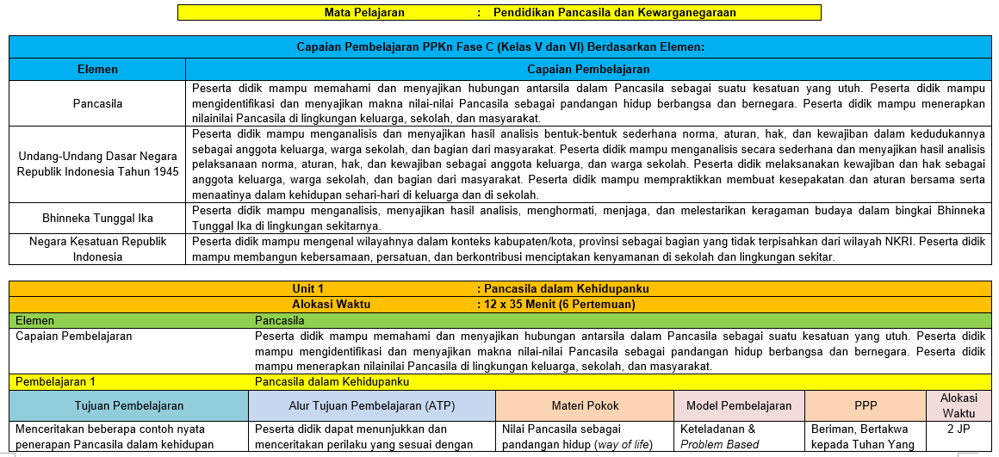 Mata Pelajaran : Pendidikan Pancasila dan Kewarganegaraan
Capaian Pembelajaran PPKn Fase C (Kelas V dan VI) Berdasarkan Elemen:
Elemen Capaian Pembelajaran
Pancasila
Peserta didik mampu memahami dan menyajikan hubungan antarsila dalam Pancasila sebagai suatu kesatuan yang utuh. Peserta didik mampu
mengidentifikasi dan menyajikan makna nilai-nilai Pancasila sebagai pandangan hidup berbangsa dan bernegara. Peserta didik mampu menerapkan
nilainilai Pancasila di lingkungan keluarga, sekolah, dan masyarakat.
Undang-Undang Dasar Negara
Republik Indonesia Tahun 1945
Peserta didik mampu menganalisis dan menyajikan hasil analisis bentuk-bentuk sederhana norma, aturan, hak, dan kewajiban dalam kedudukannya
sebagai anggota keluarga, warga sekolah, dan bagian dari masyarakat. Peserta didik mampu menganalisis secara sederhana dan menyajikan hasil analisis
pelaksanaan norma, aturan, hak, dan kewajiban sebagai anggota keluarga, dan warga sekolah. Peserta didik melaksanakan kewajiban dan hak sebagai
anggota keluarga, warga sekolah, dan bagian dari masyarakat. Peserta didik mampu mempraktikkan membuat kesepakatan dan aturan bersama serta
menaatinya dalam kehidupan sehari-hari di keluarga dan di sekolah.
Bhinneka Tunggal Ika
Peserta didik mampu menganalisis, menyajikan hasil analisis, menghormati, menjaga, dan melestarikan keragaman budaya dalam bingkai Bhinneka
Tunggal Ika di lingkungan sekitarnya.
Negara Kesatuan Republik
Indonesia
Peserta didik mampu mengenal wilayahnya dalam konteks kabupaten/kota, provinsi sebagai bagian yang tidak terpisahkan dari wilayah NKRI. Peserta didik
mampu membangun kebersamaan, persatuan, dan berkontribusi menciptakan kenyamanan di sekolah dan lingkungan sekitar.
Unit 1 : Pancasila dalam Kehidupanku
Alokasi Waktu : 12 x 35 Menit (6 Pertemuan)
Elemen Pancasila
Capaian Pembelajaran
Peserta didik mampu memahami dan menyajikan hubungan antarsila dalam Pancasila sebagai suatu kesatuan yang utuh. Peserta didik
mampu mengidentifikasi dan menyajikan makna nilai-nilai Pancasila sebagai pandangan hidup berbangsa dan bernegara. Peserta didik
mampu menerapkan nilainilai Pancasila di lingkungan keluarga, sekolah, dan masyarakat.
Pembelajaran 1 Pancasila dalam Kehidupanku
Tujuan Pembelajaran
Alur Tujuan Pembelajaran (ATP)
Materi Pokok
Model Pembelajaran
PPP
Alokasi
Waktu
Menceritakan beberapa contoh nyata
penerapan Pancasila dalam kehidupan
Peserta didik dapat menunjukkan dan
menceritakan perilaku yang sesuai dengan
Nilai Pancasila sebagai
pandangan hidup (way of life)
Keteladanan &
Problem Based
Beriman, Bertakwa
kepada Tuhan Yang
2 JP